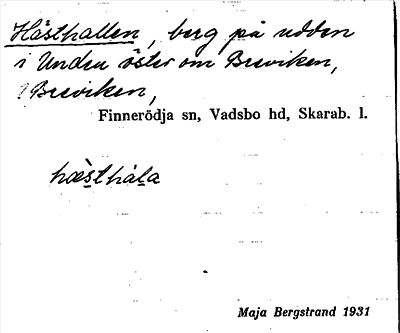 Hästhallen, berg på udden
i Unden öster om Breviken,
Breviken,
Finnerödja sn, Vadsbo hd, Skarab. l.
hæsthala
Maja Bergstrand 1931